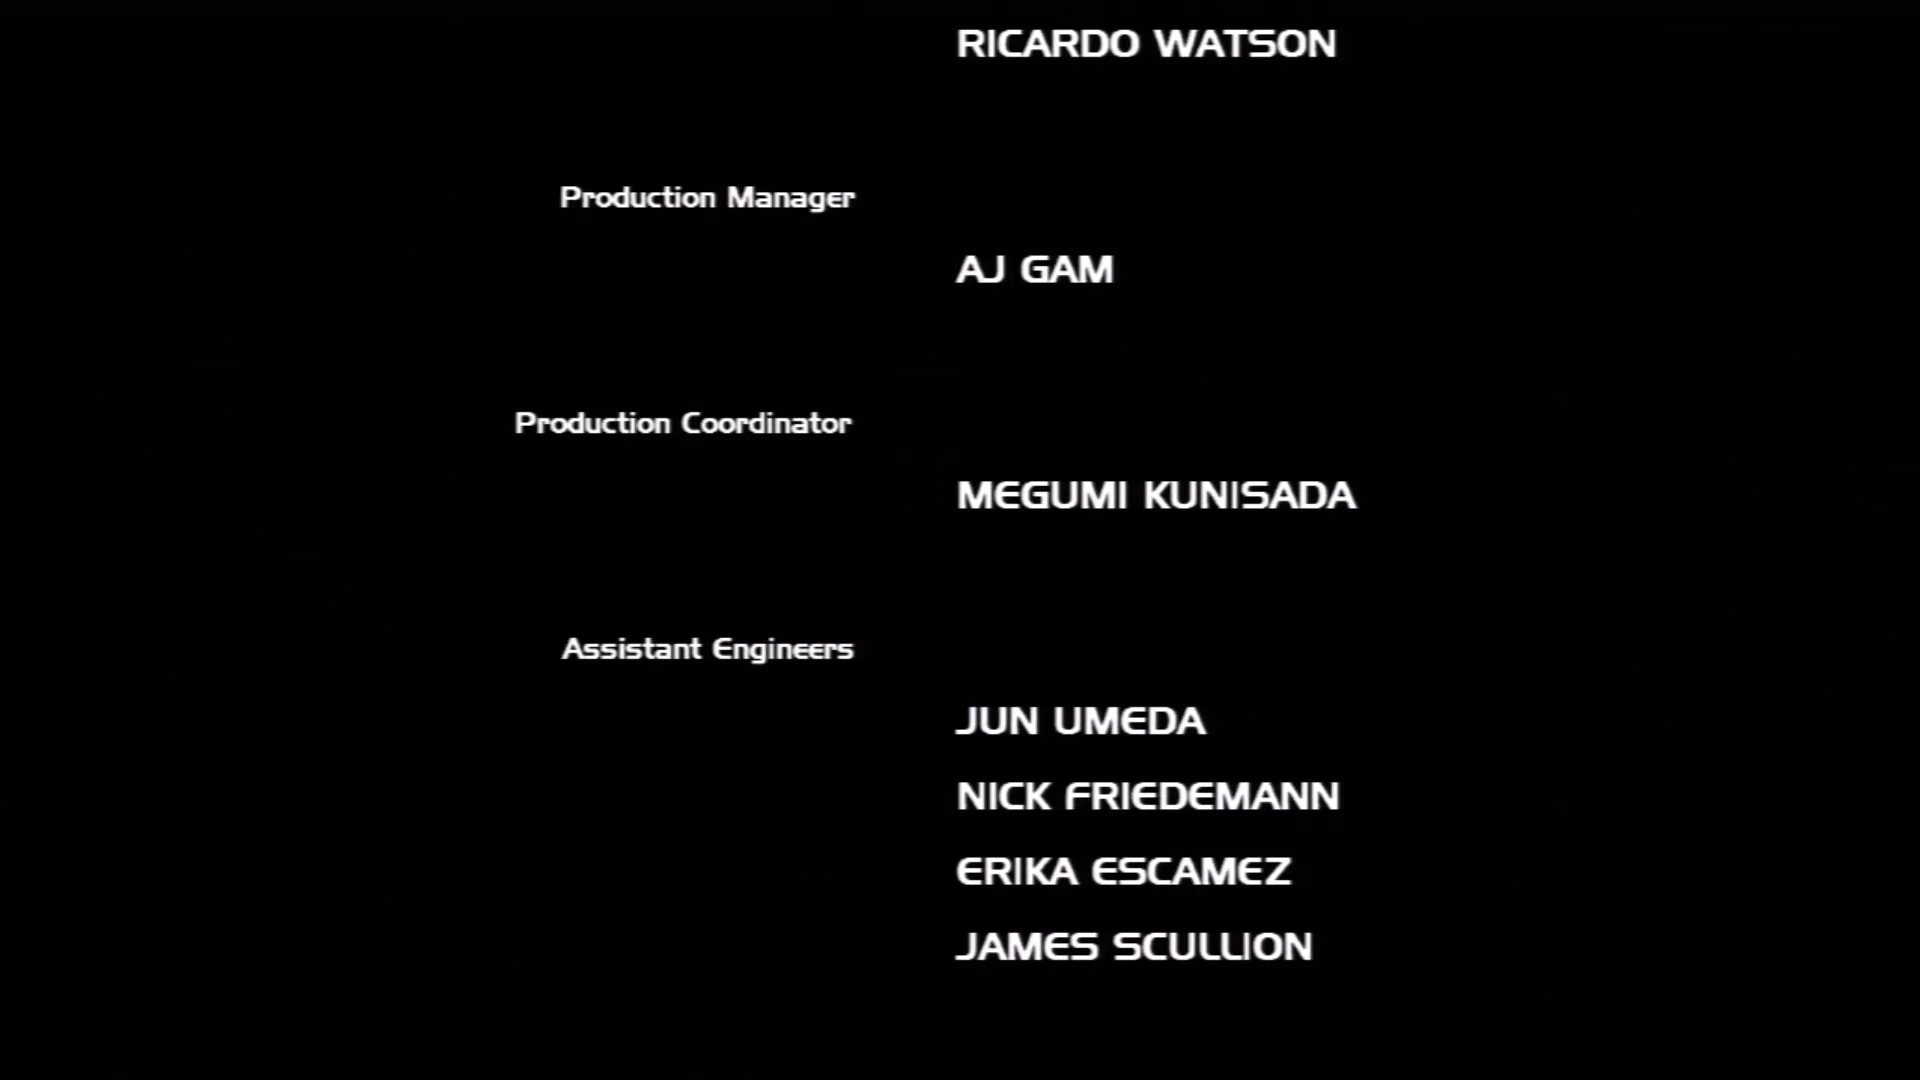 RICARDO WATSON
Production Manager
AJ GAM
Production Coordinator
MEGUMI KUNISADA
Assistant Engineers
JUN UMEDA
NICK FRIEDEMANN
ERIKA ESCAMEZ
JAMES SCULLION